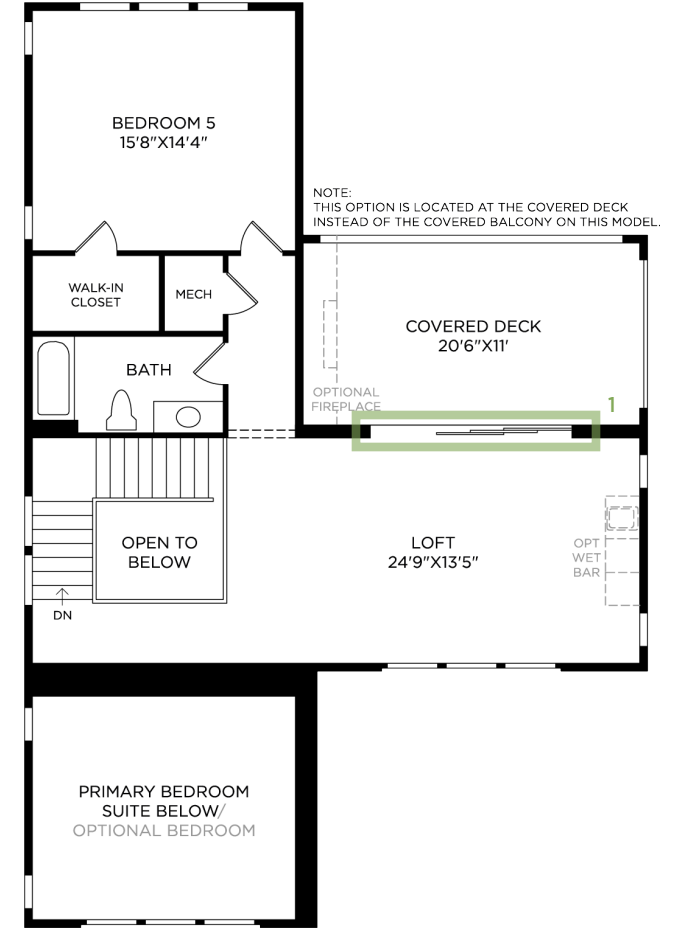 BEDROOM 5
15'8"X14'4"
NOTE:
THIS OPTION IS LOCATED AT THE COVERED DECK
INSTEAD OF THE COVERED BALCONY ON THIS MODEL.
WALK-IN
CLOSET
MECH
COVERED DECK
20'6"X11'
BATH
OPTIONAL
FIREPLACE
1
OPEN TO
BELOW
LOFT
24'9"X13'5"
OPT
WET
BAR
DN
PRIMARY BEDROOM
SUITE BELOW/
OPTIONAL BEDROOM